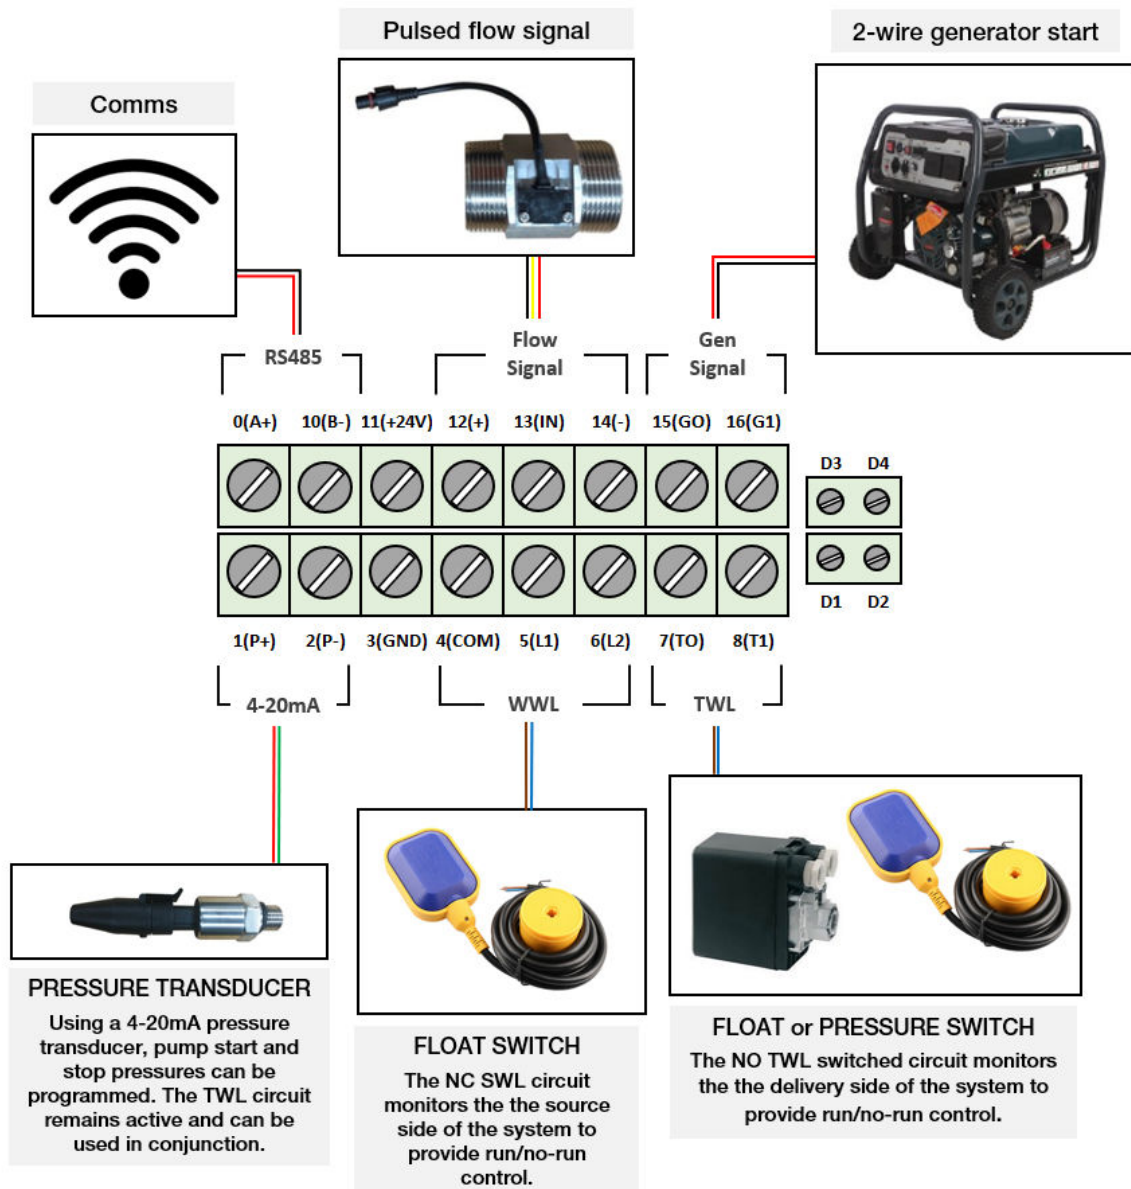 Pulsed flow signal
2-wire generator start
Comms
RS485
Flow
Signal
Gen
Signal
0(A+) 10(B-) 11(+24V) 12(+) 13(IN) 14(-) 15(GO) 16(G1)
D3 D4
D1 D2
1(P+) 2(P-) 3(GND) 4(COM) 5(L1) 6(L2) 7(TO) 8(T1)
4-20mA
WWL
TWL
PRESSURE TRANSDUCER
Using a 4-20mA pressure
transducer, pump start and
stop pressures can be
programmed. The TWL circuit
remains active and can be
used in conjunction.
FLOAT SWITCH
The NC SWL circuit
monitors the the source
side of the system to
provide run/no-run
control.
FLOAT or PRESSURE SWITCH
The NO TWL switched circuit monitors
the the delivery side of the system to
provide run/no-run control.